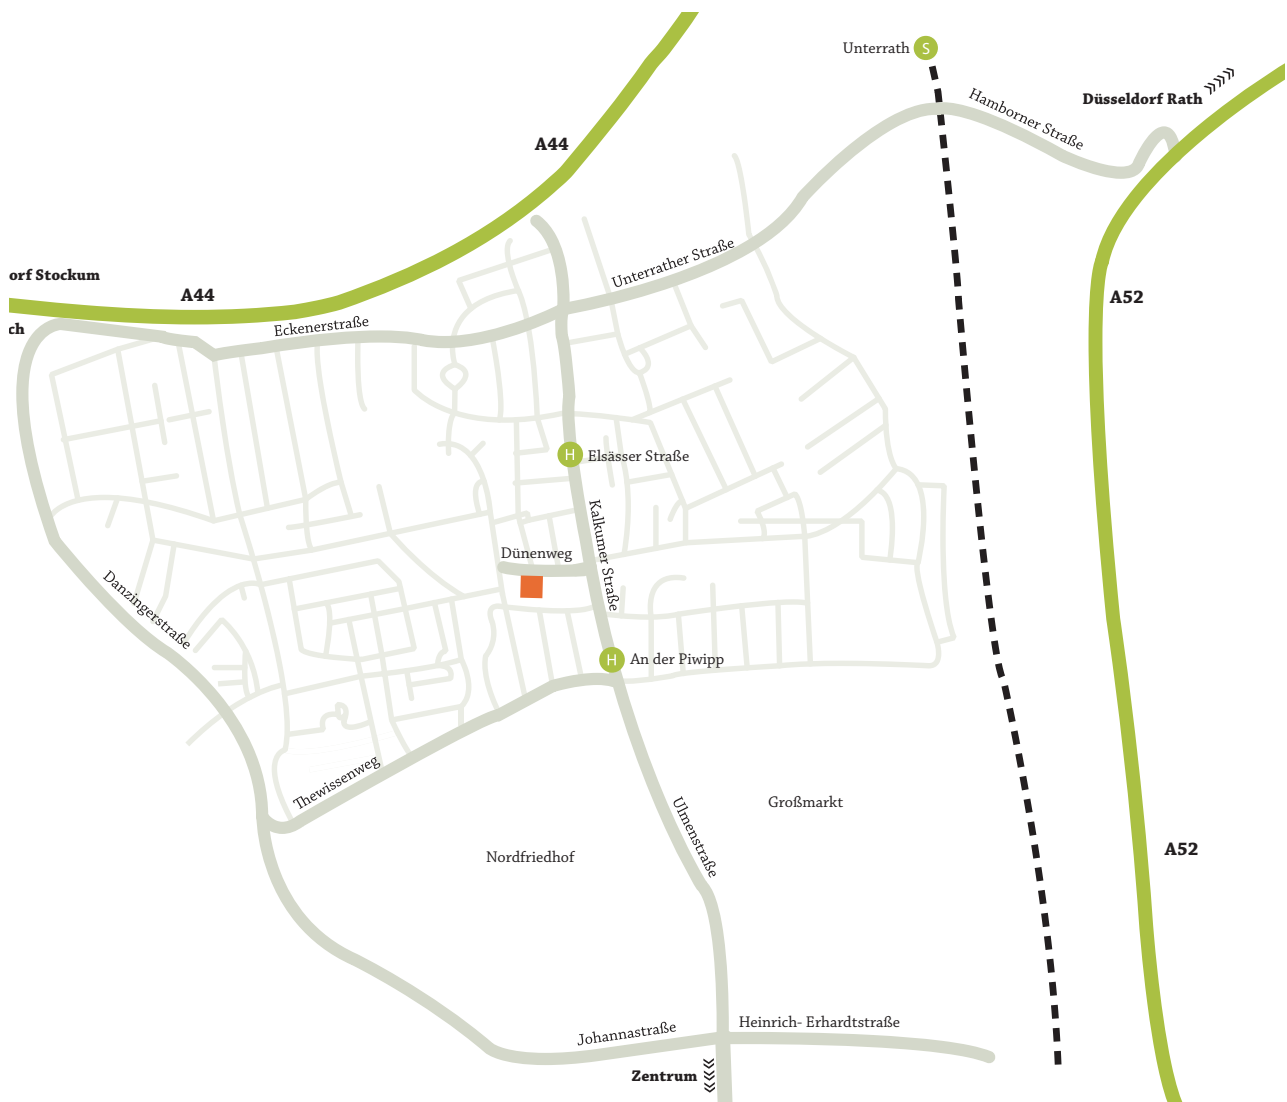 Unterrath S
Düsseldorf Rath
Hamborner Straße
A44
Unterrather Straße
orf Stockum
A44
A52
ch
Eckenerstraße
H Elsässer Straße
Kalkumer Straße
Dünenweg
Danzingerstraße
H An der Piwipp
Thewissenweg
Großmarkt
Ulmenstraße
Nordfriedhof
A52
Johannastraße
Heinrich- Erhardtstraße
Zentrum